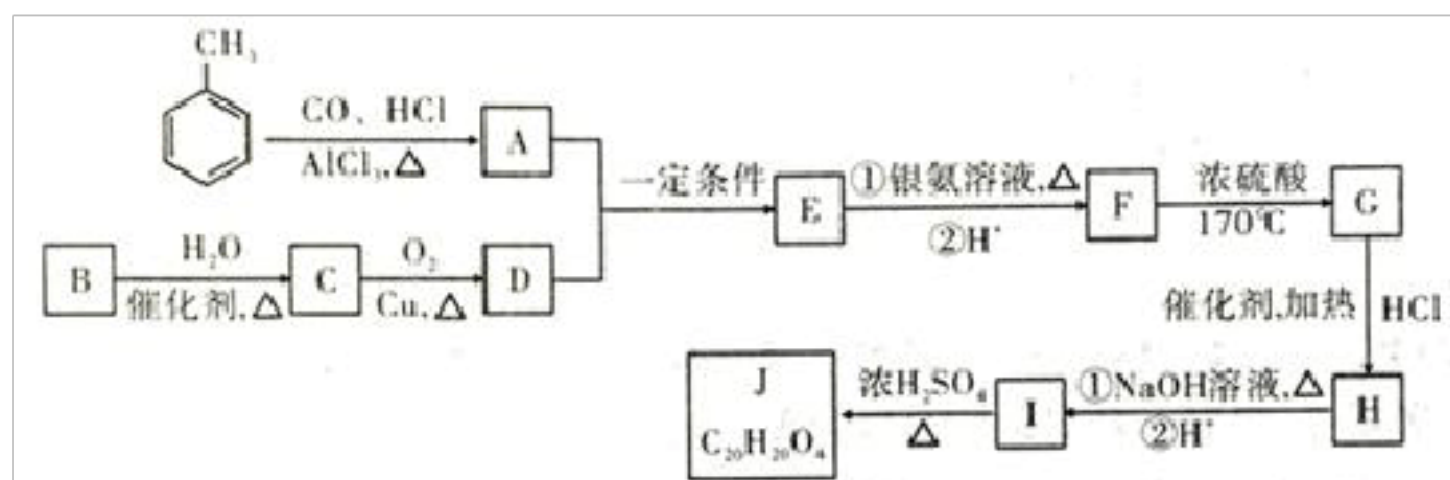 CH₃
CO、HCl
AlCl₃,△
A
B
H₂O
催化剂,△
C
O₂
Cu,△
D
一定条件
E
①银氨溶液,△
②H⁺
F
浓硫酸
170℃
G
催化剂,加热
HCl
H
①NaOH溶液,△
②H⁺
I
浓H₂SO₄
△
J
C₂₀H₂₀O₄